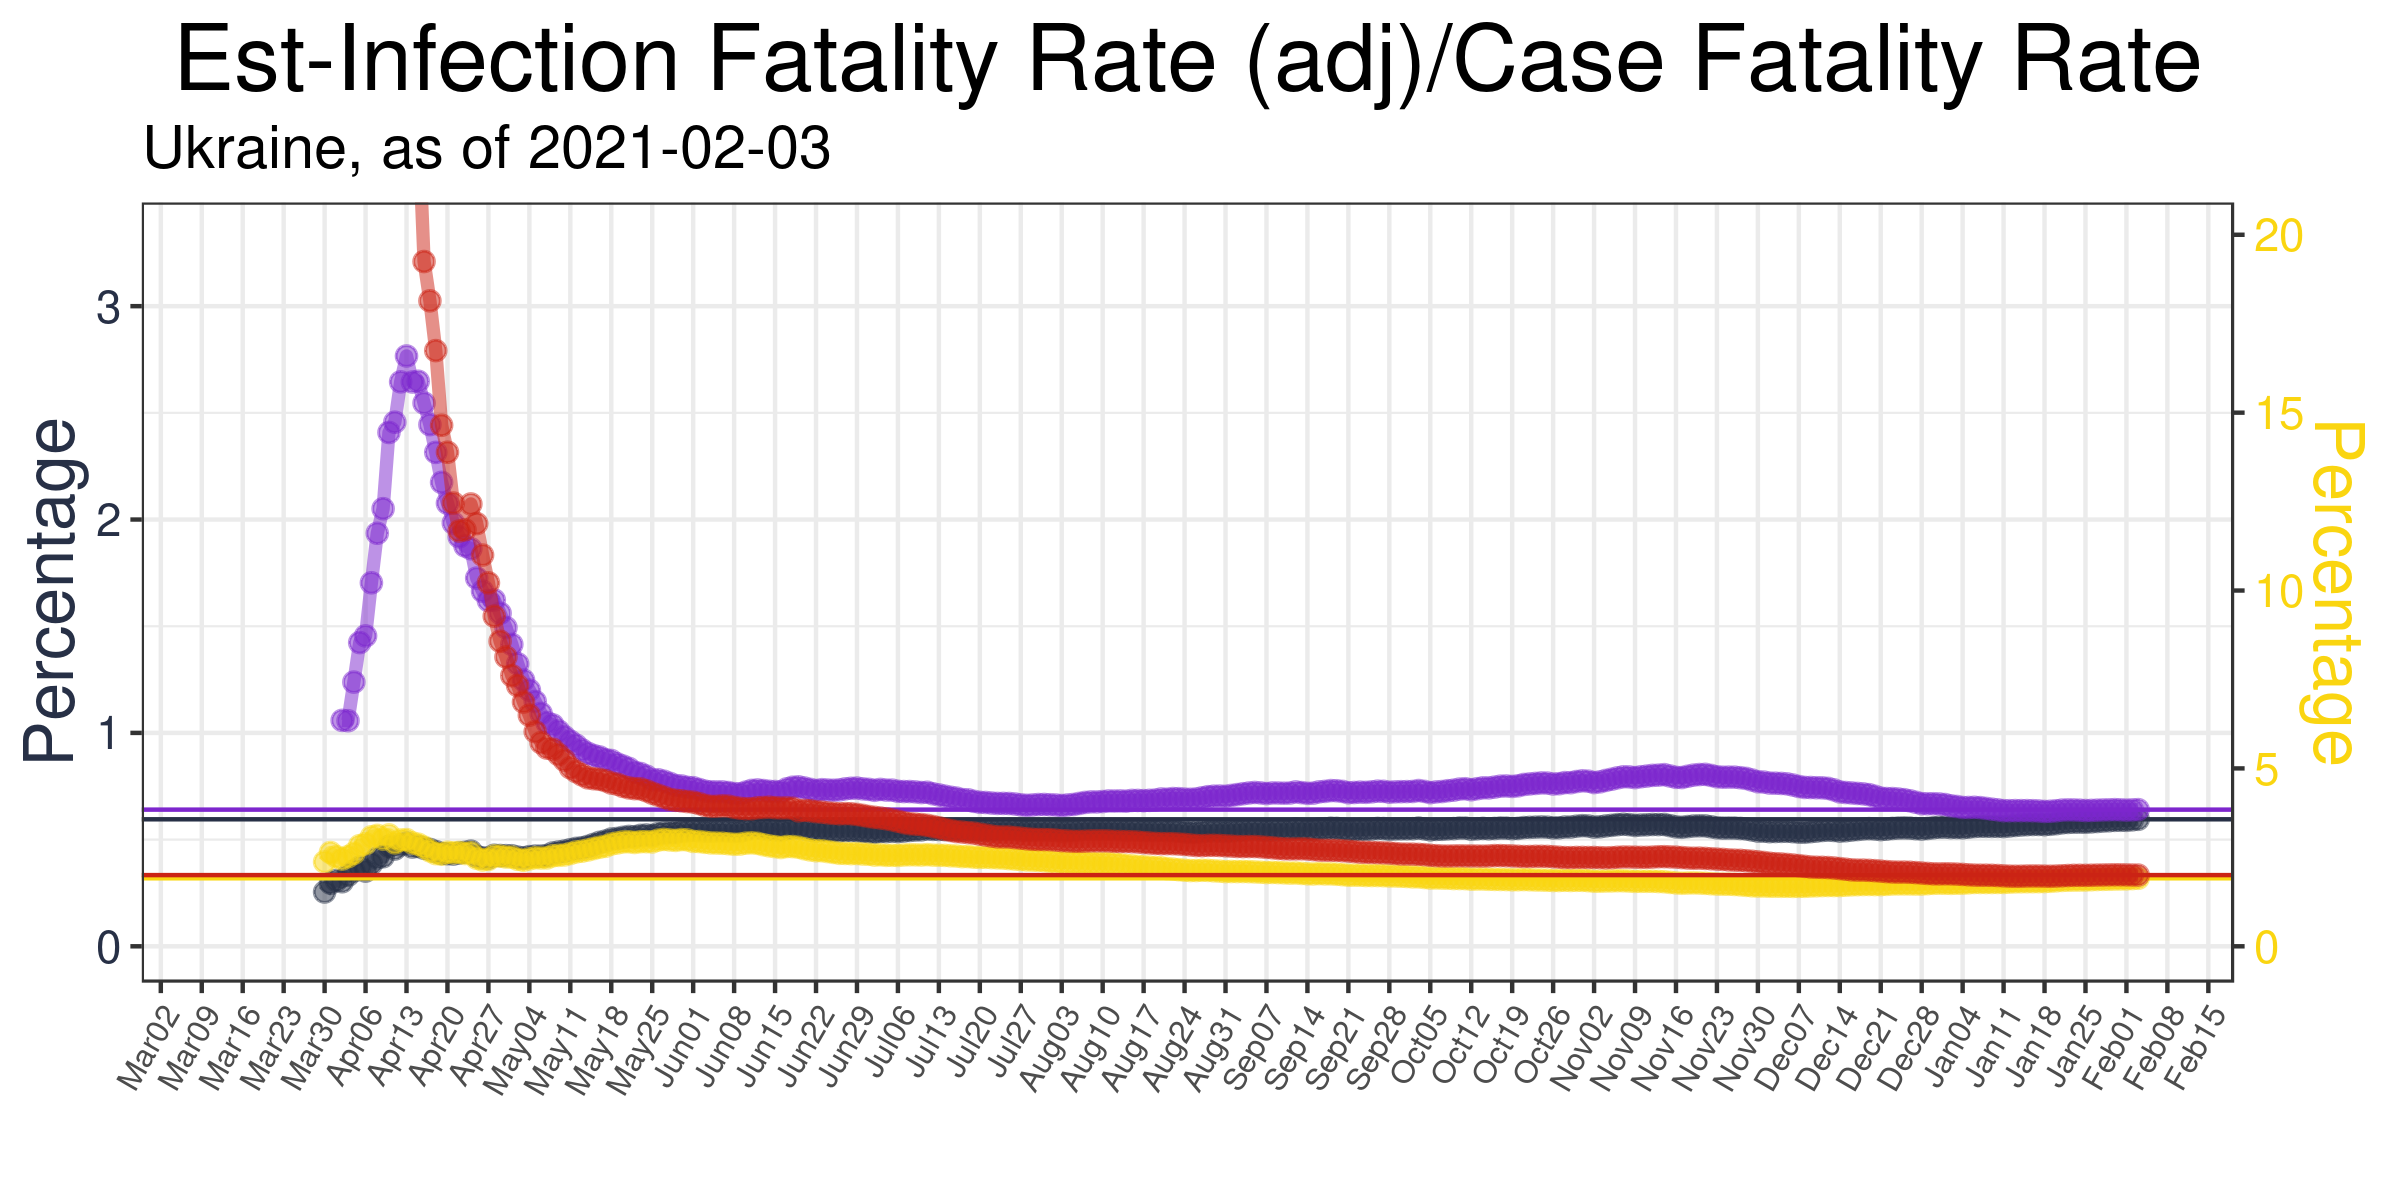 Est-Infection Fatality Rate (adj)/Case Fatality Rate
Ukraine, as of 2021-02-03
Percentage
3
2
1
0
20
15
10
5
0
Percentage
Mar02 Mar09 Mar16 Mar23 Mar30 Apr06 Apr13 Apr20 Apr27 May04 May11 May18 May25 Jun01 Jun08 Jun15 Jun22 Jun29 Jul06 Jul13 Jul20 Jul27 Aug03 Aug10 Aug17 Aug24 Aug31 Sep07 Sep14 Sep21 Sep28 Oct05 Oct12 Oct19 Oct26 Nov02 Nov09 Nov16 Nov23 Nov30 Dec07 Dec14 Dec21 Dec28 Jan04 Jan11 Jan18 Jan25 Feb01 Feb08 Feb15